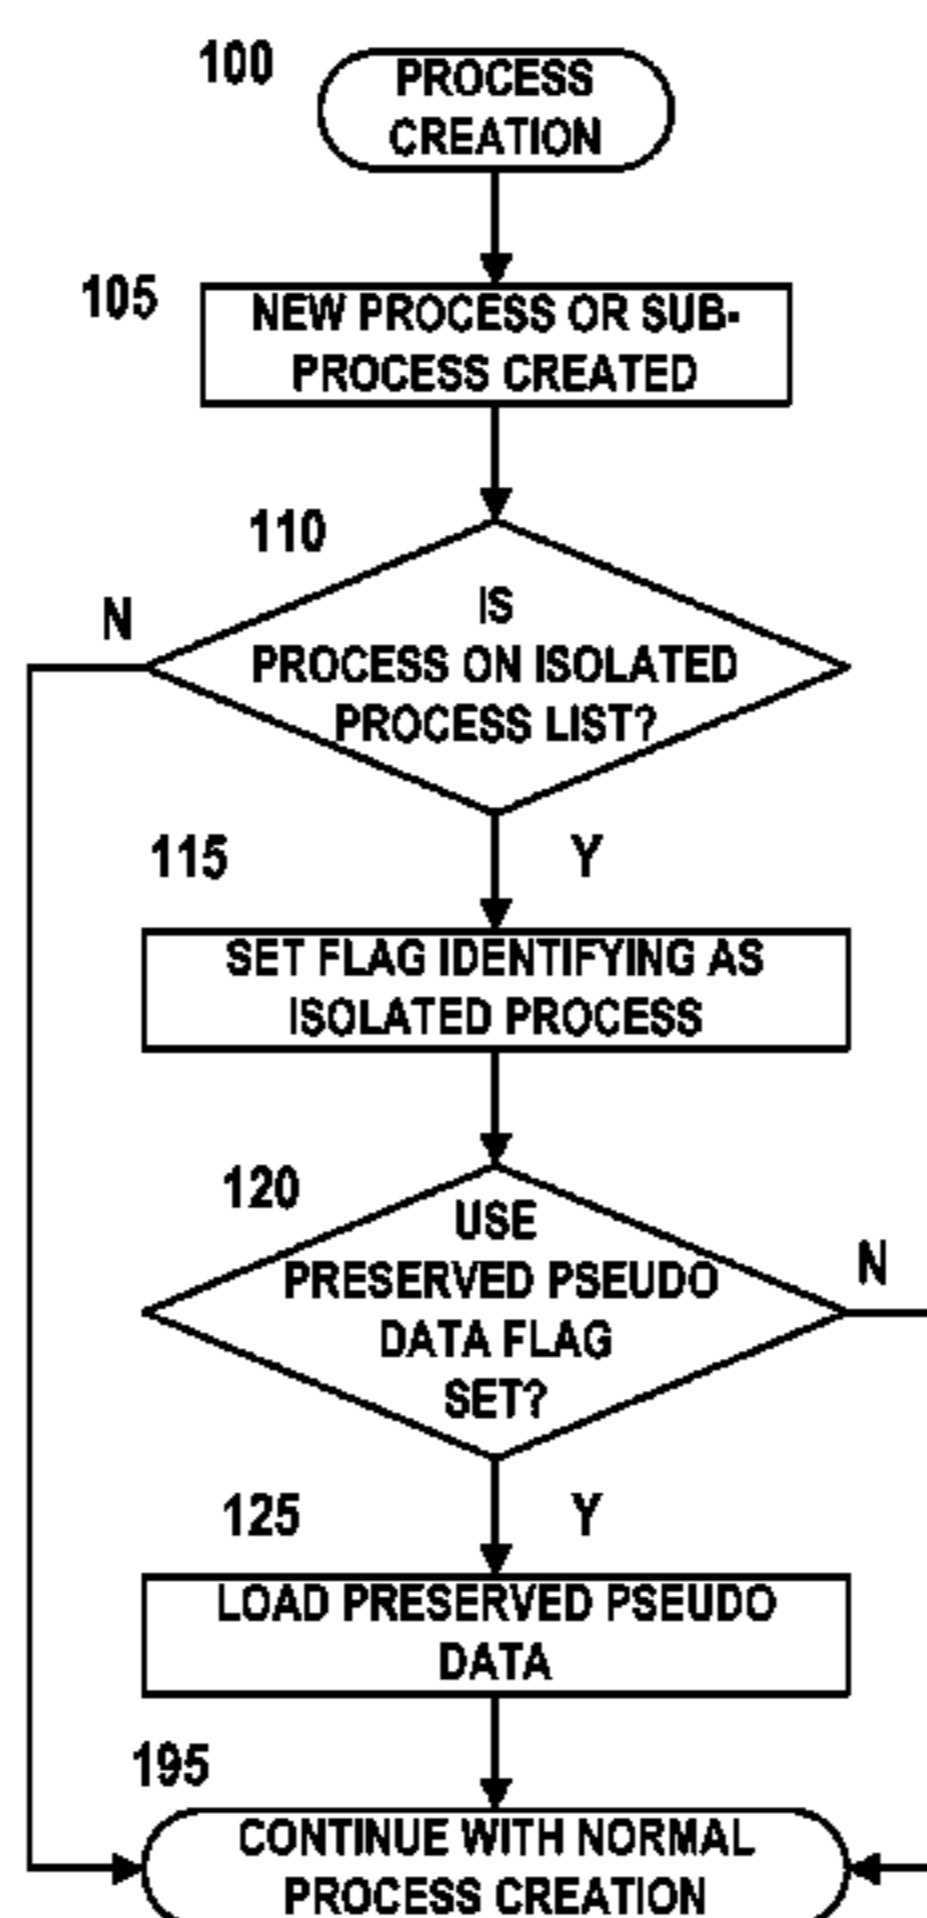 100
PROCESS
CREATION
105
NEW PROCESS OR SUB-
PROCESS CREATED
110
N
IS
PROCESS ON ISOLATED
PROCESS LIST?
115
Y
SET FLAG IDENTIFYING AS
ISOLATED PROCESS
120
USE
PRESERVED PSEUDO
DATA FLAG
SET?
N
125
Y
LOAD PRESERVED PSEUDO
DATA
195
CONTINUE WITH NORMAL
PROCESS CREATION